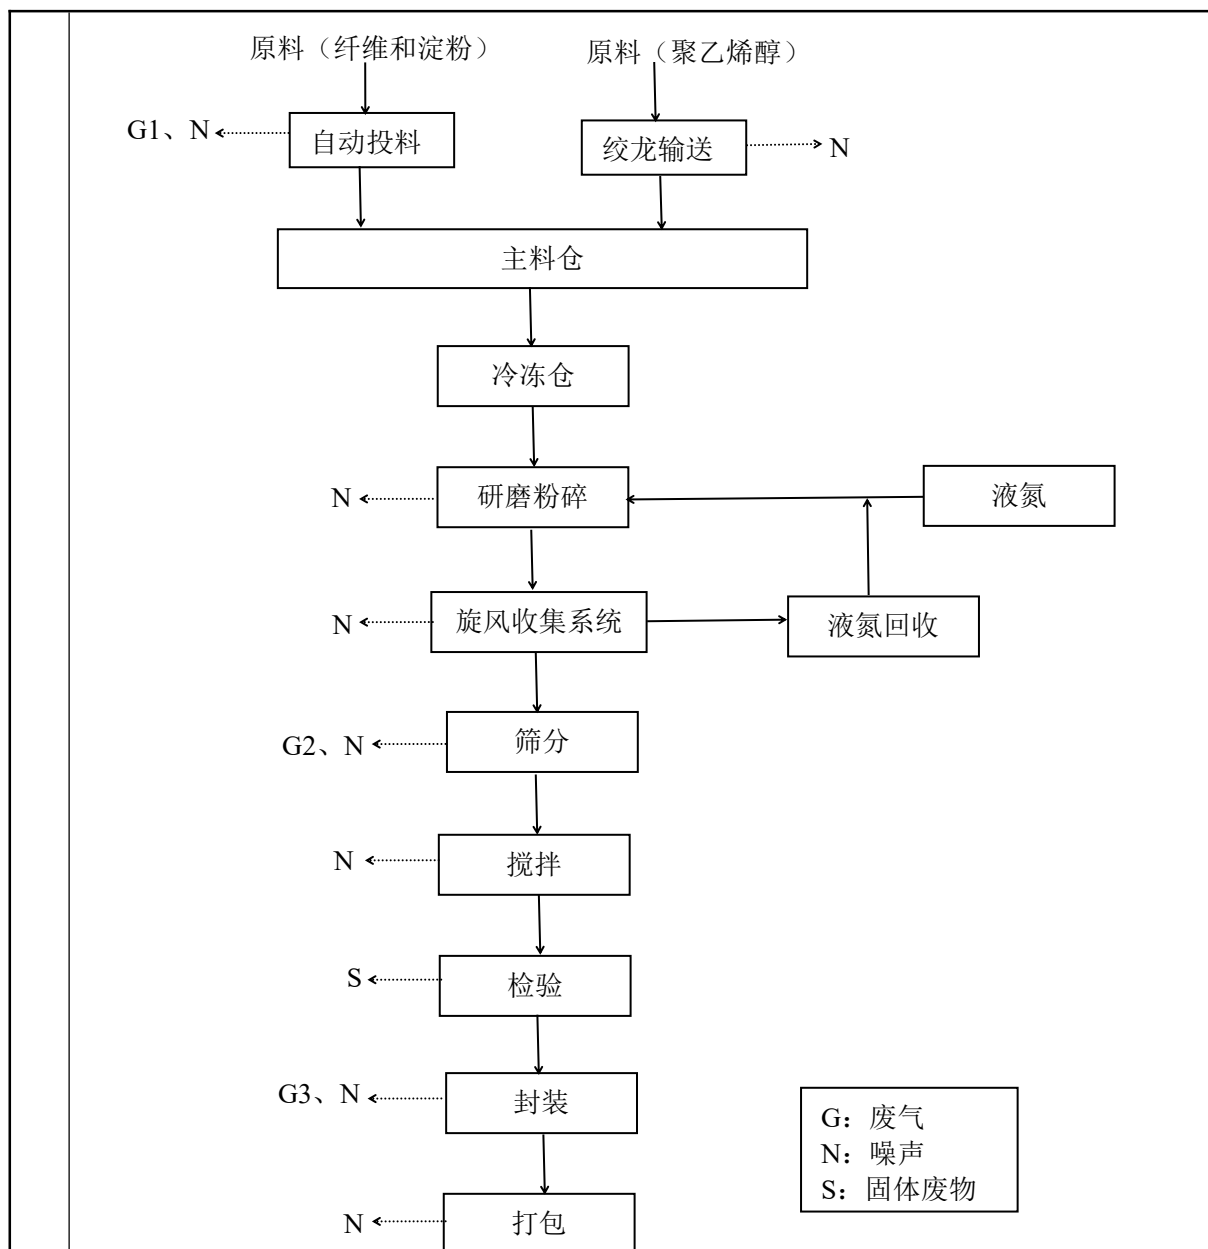 原料（纤维和淀粉）
原料（聚乙烯醇）
G1、N
自动投料
绞龙输送
N
主料仓
冷冻仓
N
研磨粉碎
液氮
N
旋风收集系统
液氮回收
G2、N
筛分
N
搅拌
S
检验
G3、N
封装
G：废气
N：噪声
S：固体废物
N
打包